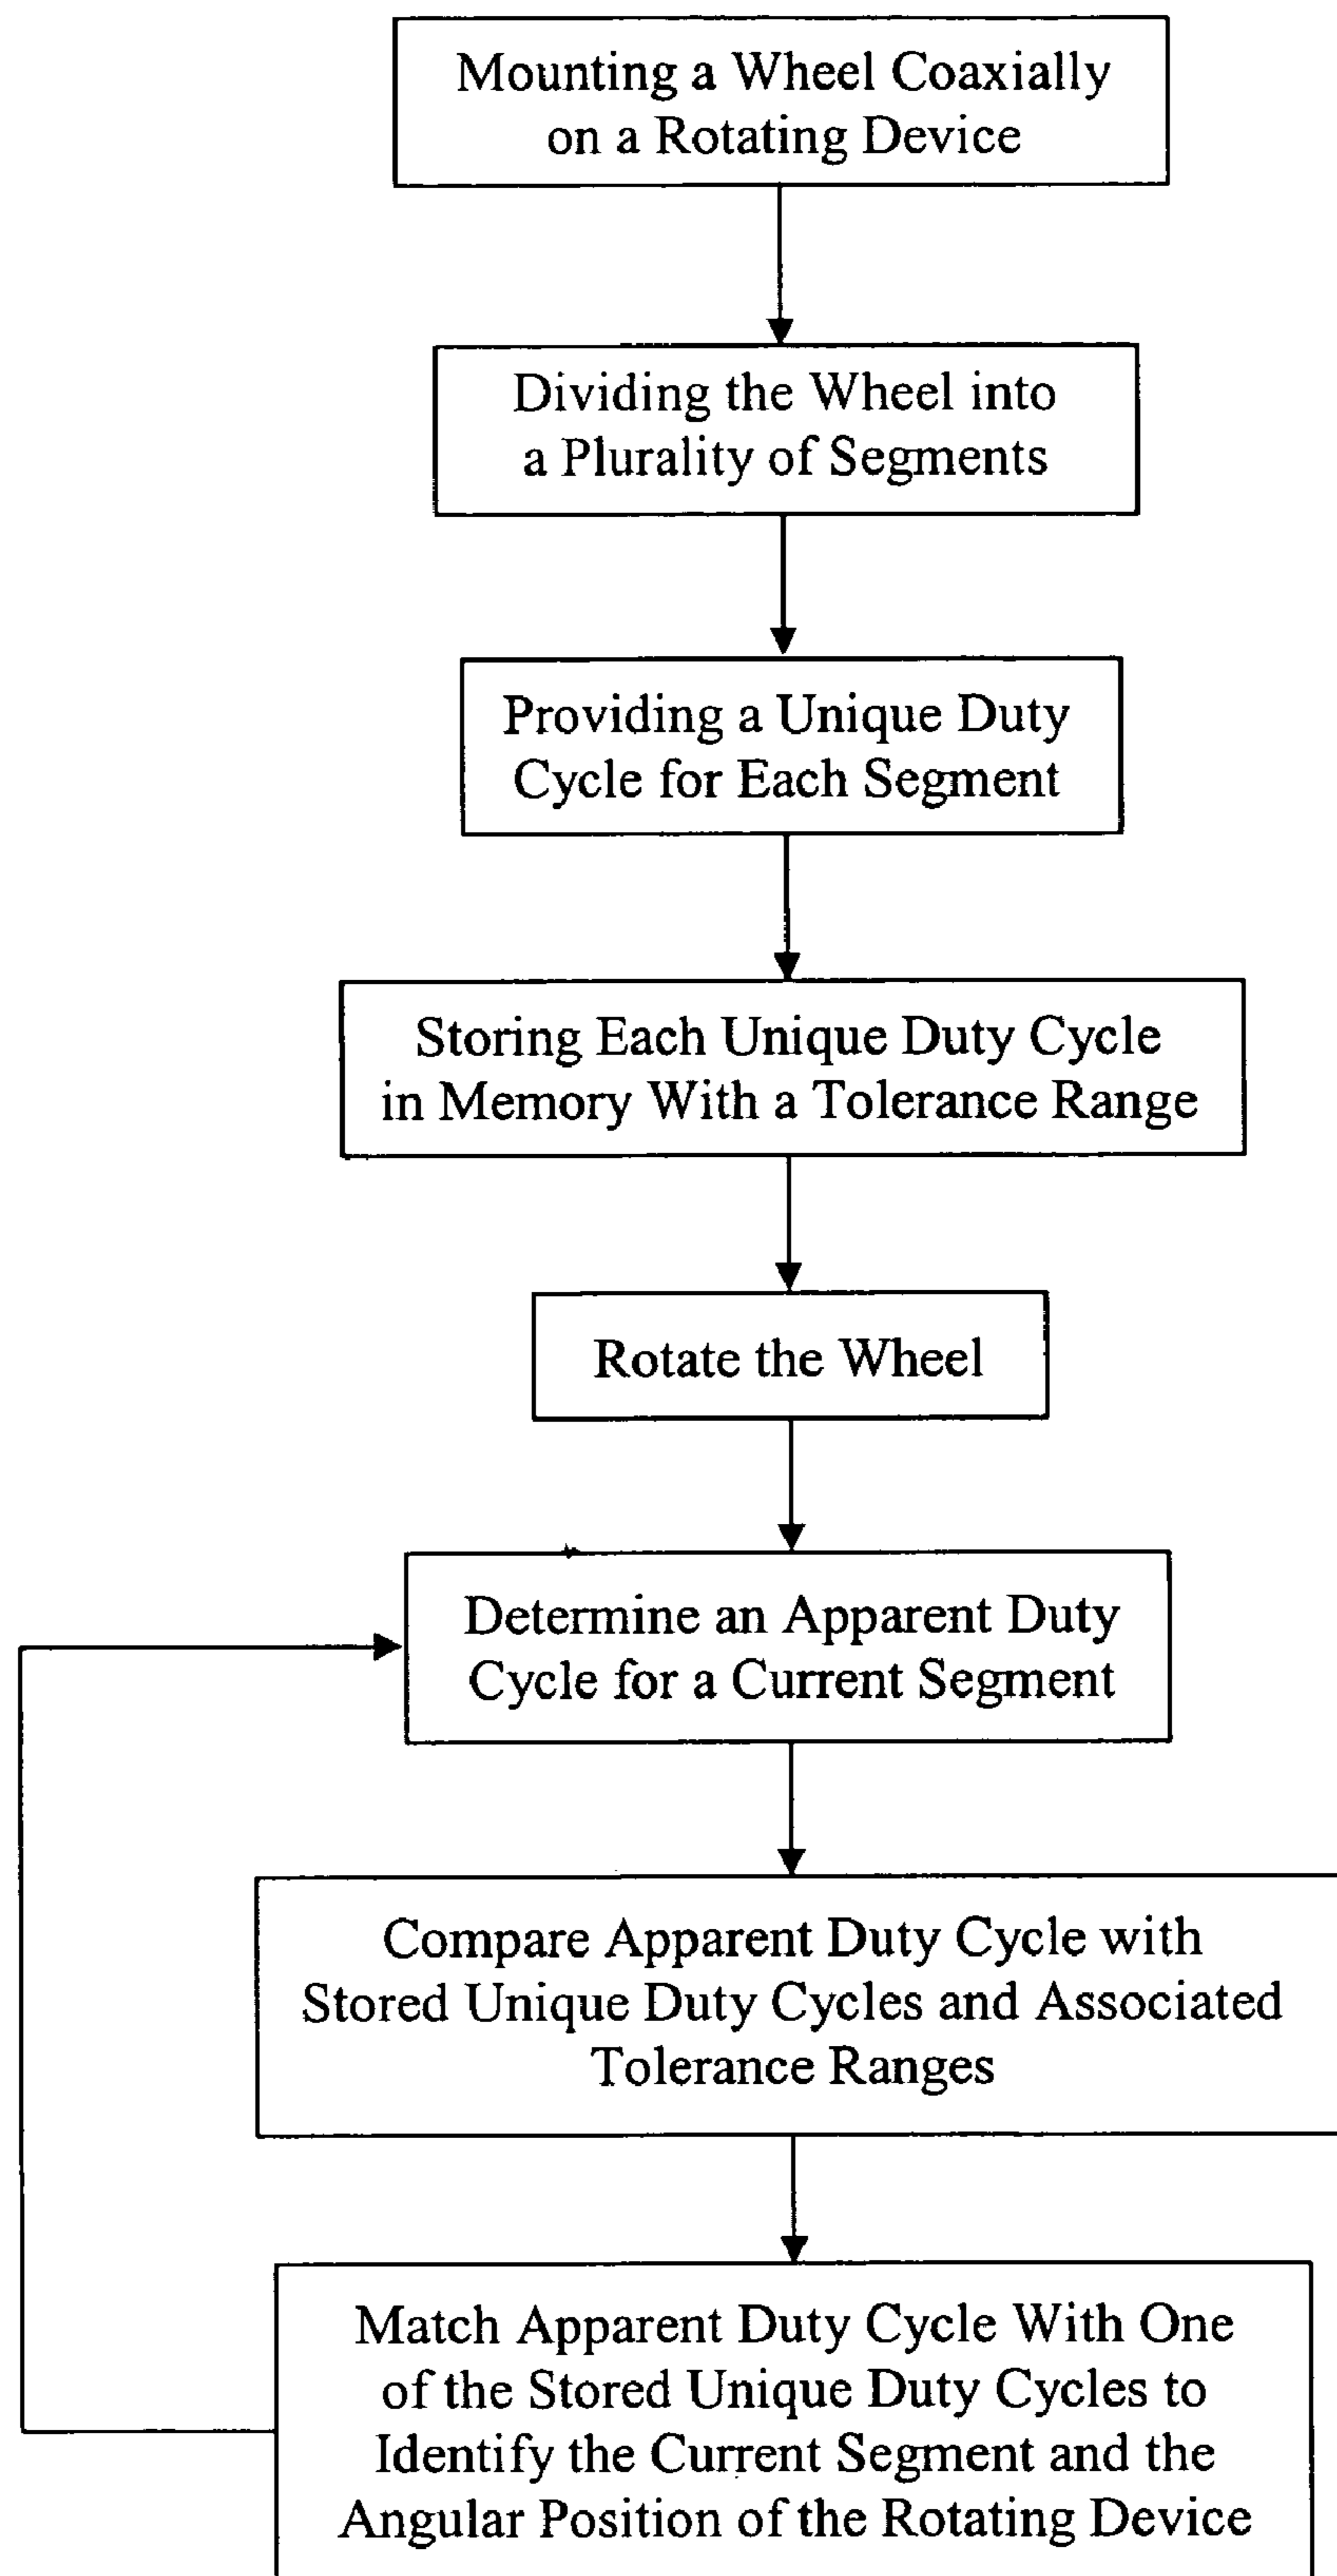 Mounting a Wheel Coaxially
on a Rotating Device
Dividing the Wheel into
a Plurality of Segments
Providing a Unique Duty
Cycle for Each Segment
Storing Each Unique Duty Cycle
in Memory With a Tolerance Range
Rotate the Wheel
Determine an Apparent Duty
Cycle for a Current Segment
Compare Apparent Duty Cycle with
Stored Unique Duty Cycles and Associated
Tolerance Ranges
Match Apparent Duty Cycle With One
of the Stored Unique Duty Cycles to
Identify the Current Segment and the
Angular Position of the Rotating Device